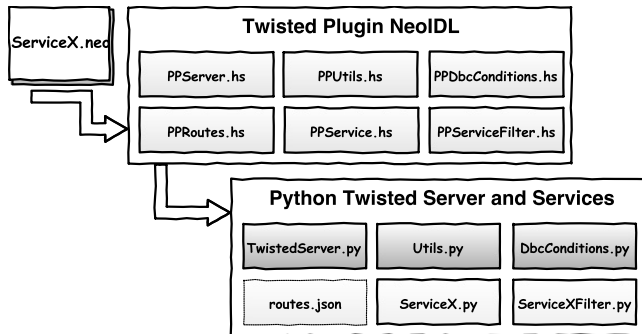 ServiceX.neo
Twisted Plugin NeoIDL
PPServer.hs PPUtils.hs PPDbcConditions.hs
PPRoutes.hs PPService.hs PPServiceFilter.hs
Python Twisted Server and Services
TwistedServer.py Utils.py DbcConditions.py
routes.json ServiceX.py ServiceXFilter.py